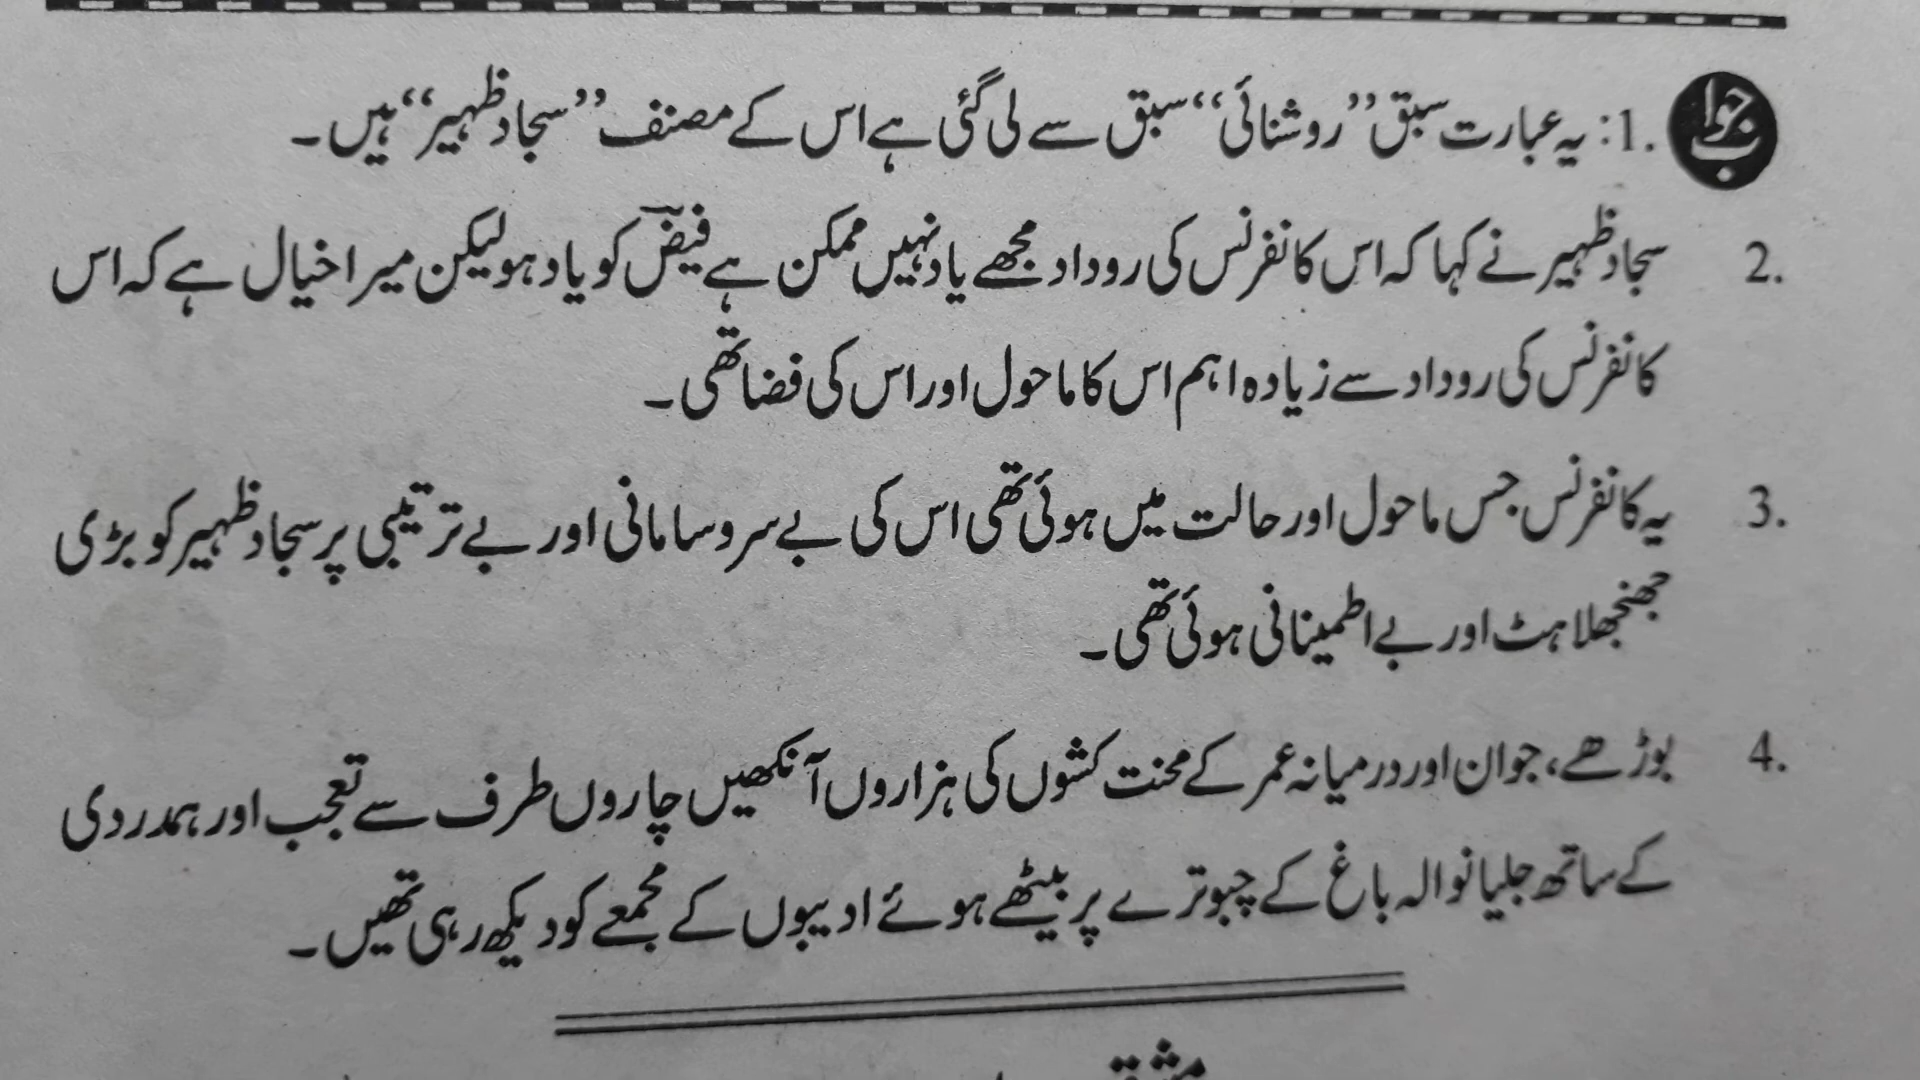 جواب 1.: یہ عبارت سبق ’’روشنائی‘‘ سبق سے لی گئی ہے اس کے مصنف ’’سجاد ظہیر‘‘ ہیں۔
2. سجاد ظہیر نے کہا کہ اس کانفرنس کی روداد مجھے یاد نہیں ممکن ہے فیضؔ کو یاد ہو لیکن میرا خیال ہے کہ اس
کانفرنس کی روداد سے زیادہ اہم اس کا ماحول اور اس کی فضا تھی۔
3. یہ کانفرنس جس ماحول اور حالت میں ہوئی تھی اس کی بے سروسامانی اور بے ترتیبی پر سجاد ظہیر کو بڑی
جھنجھلاہٹ اور بے اطمینانی ہوئی تھی۔
4. بوڑھے، جوان اور درمیانہ عمر کے محنت کشوں کی ہزاروں آنکھیں چاروں طرف سے تعجب اور ہمدردی
کے ساتھ جلیانوالہ باغ کے چبوترے پر بیٹھے ہوئے ادیبوں کے مجمعے کو دیکھ رہی تھیں۔